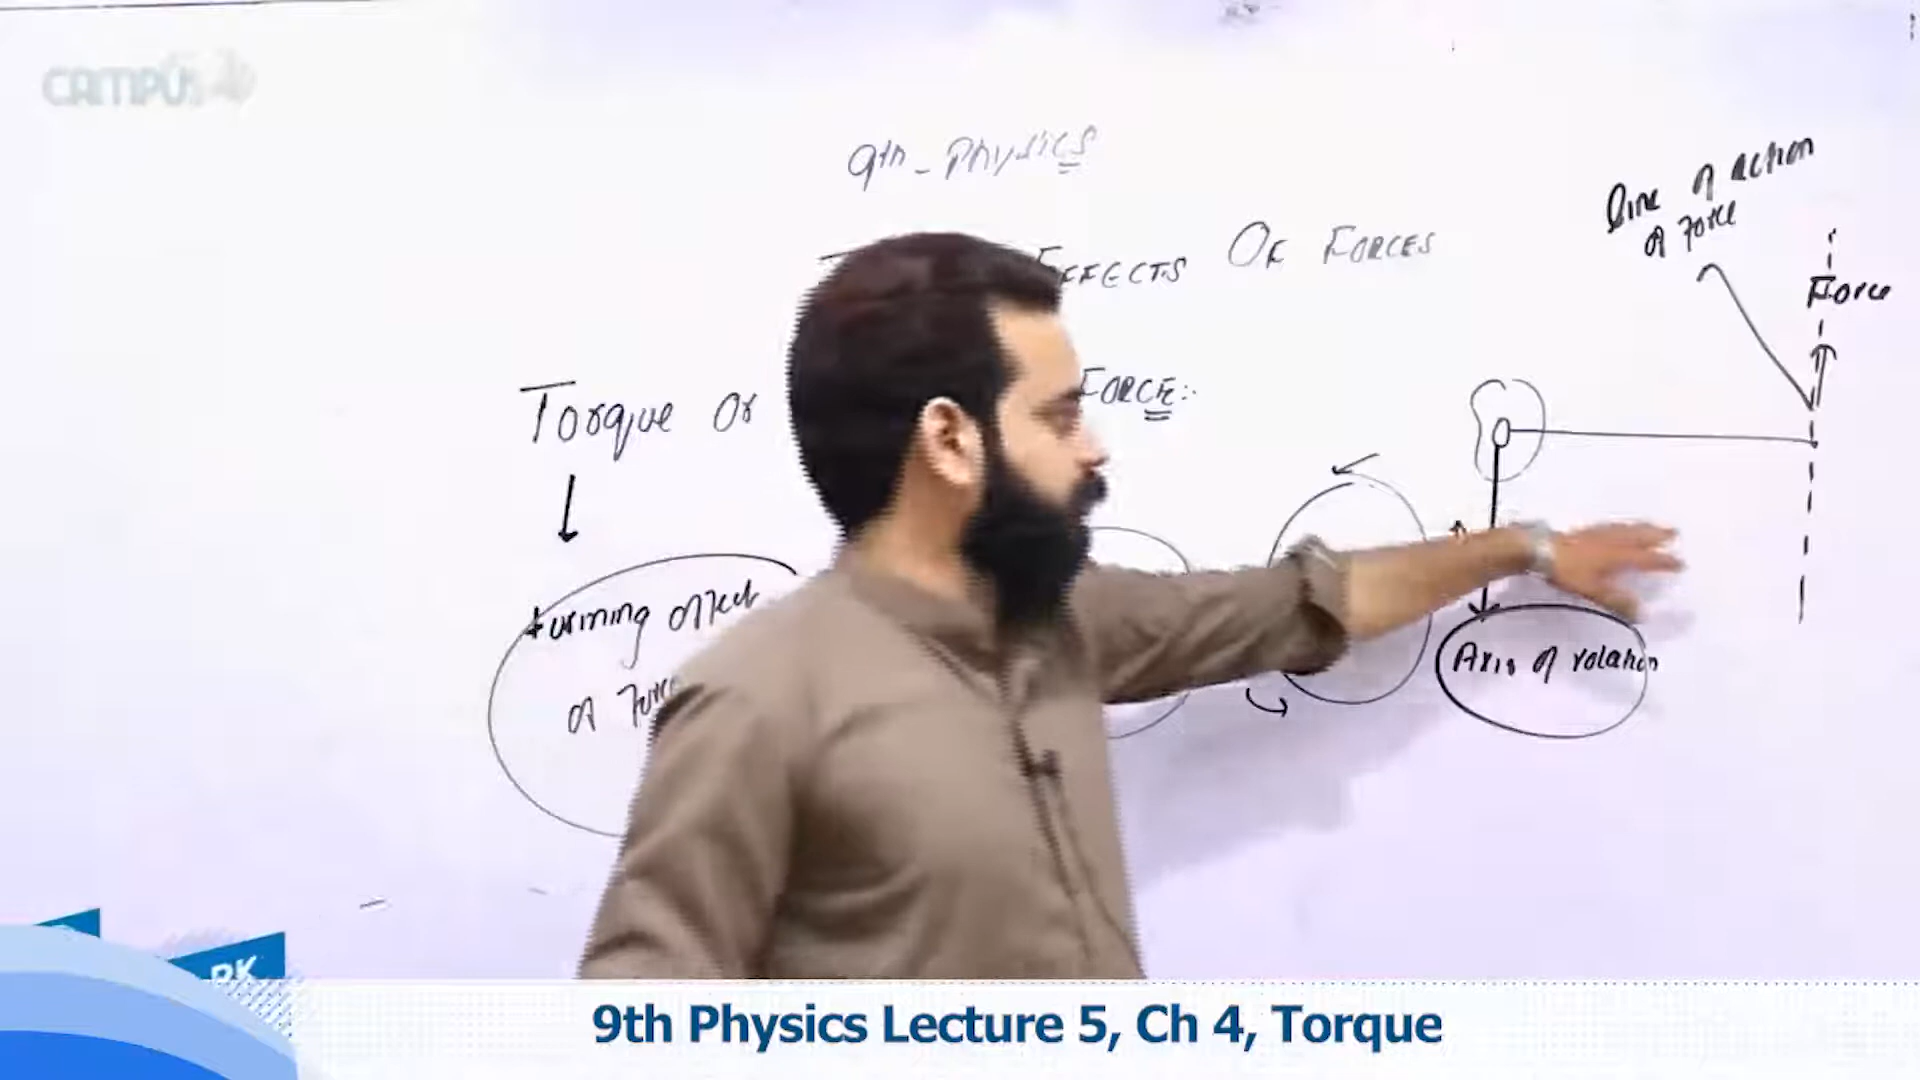 CAMPUS
9th - Physics
EFFECTS OF FORCES
Torque or
FORCE:-
turning effect
of Force
Line of action
of Force
Force
Axis of rotation
PK
9th Physics Lecture 5, Ch 4, Torque